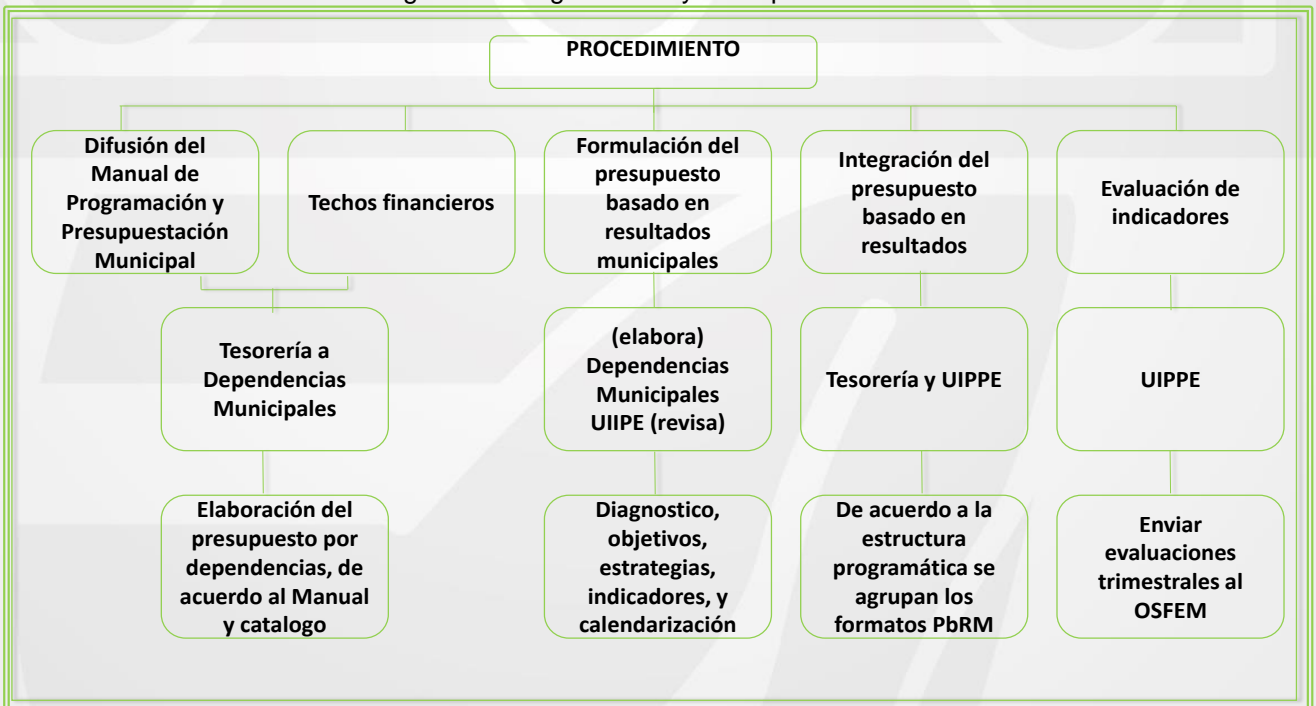 PROCEDIMIENTO
Difusión del
Manual de
Programación y
Presupuestación
Municipal
Techos financieros
Formulación del
presupuesto
basado en
resultados
municipales
Integración del
presupuesto
basado en
resultados
Evaluación de
indicadores
Tesorería a
Dependencias
Municipales
(elabora)
Dependencias
Municipales
UIIPE (revisa)
Tesorería y UIPPE
UIPPE
Elaboración del
presupuesto por
dependencias, de
acuerdo al Manual
y catalogo
Diagnostico,
objetivos,
estrategias,
indicadores, y
calendarización
De acuerdo a la
estructura
programática se
agrupan los
formatos PbRM
Enviar
evaluaciones
trimestrales al
OSFEM